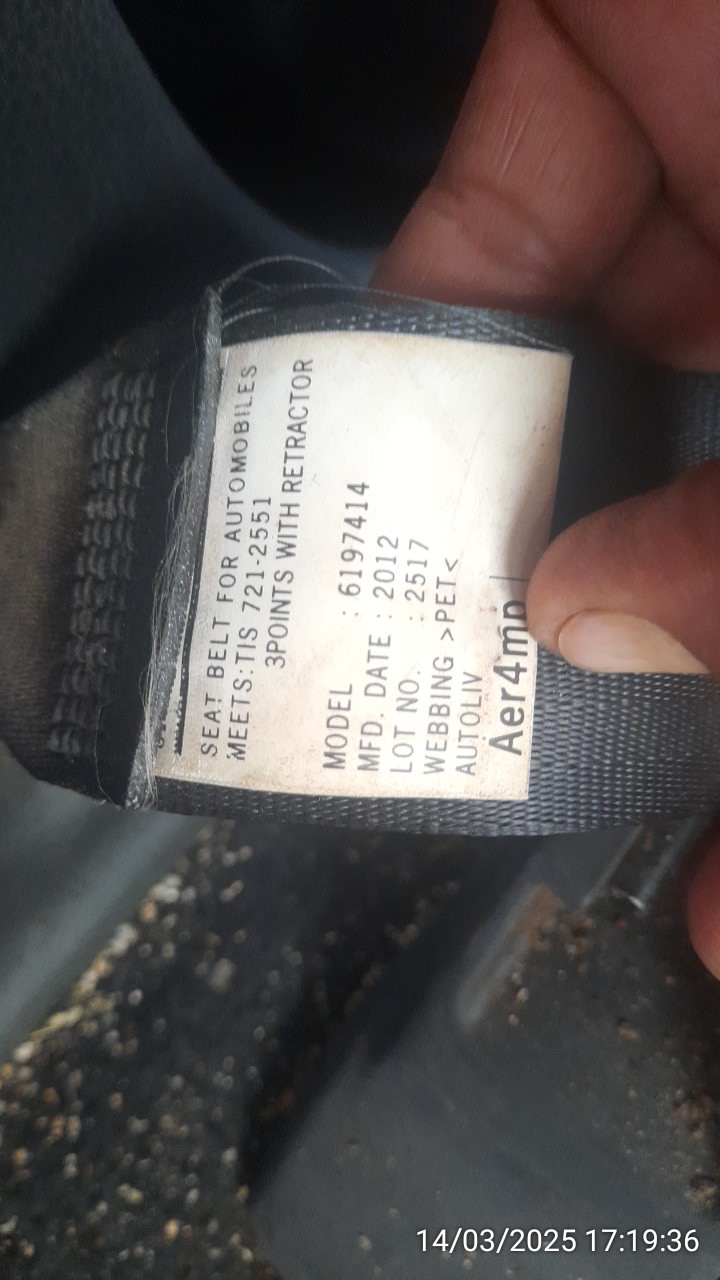 SEAT BELT FOR AUTOMOBILES
MEETS:TIS 721-2551
3POINTS WITH RETRACTOR
MODEL : 6197414
MFD. DATE : 2012
LOT NO. : 2517
WEBBING >PET<
AUTOLIV
Aer4m
14/03/2025 17:19:36